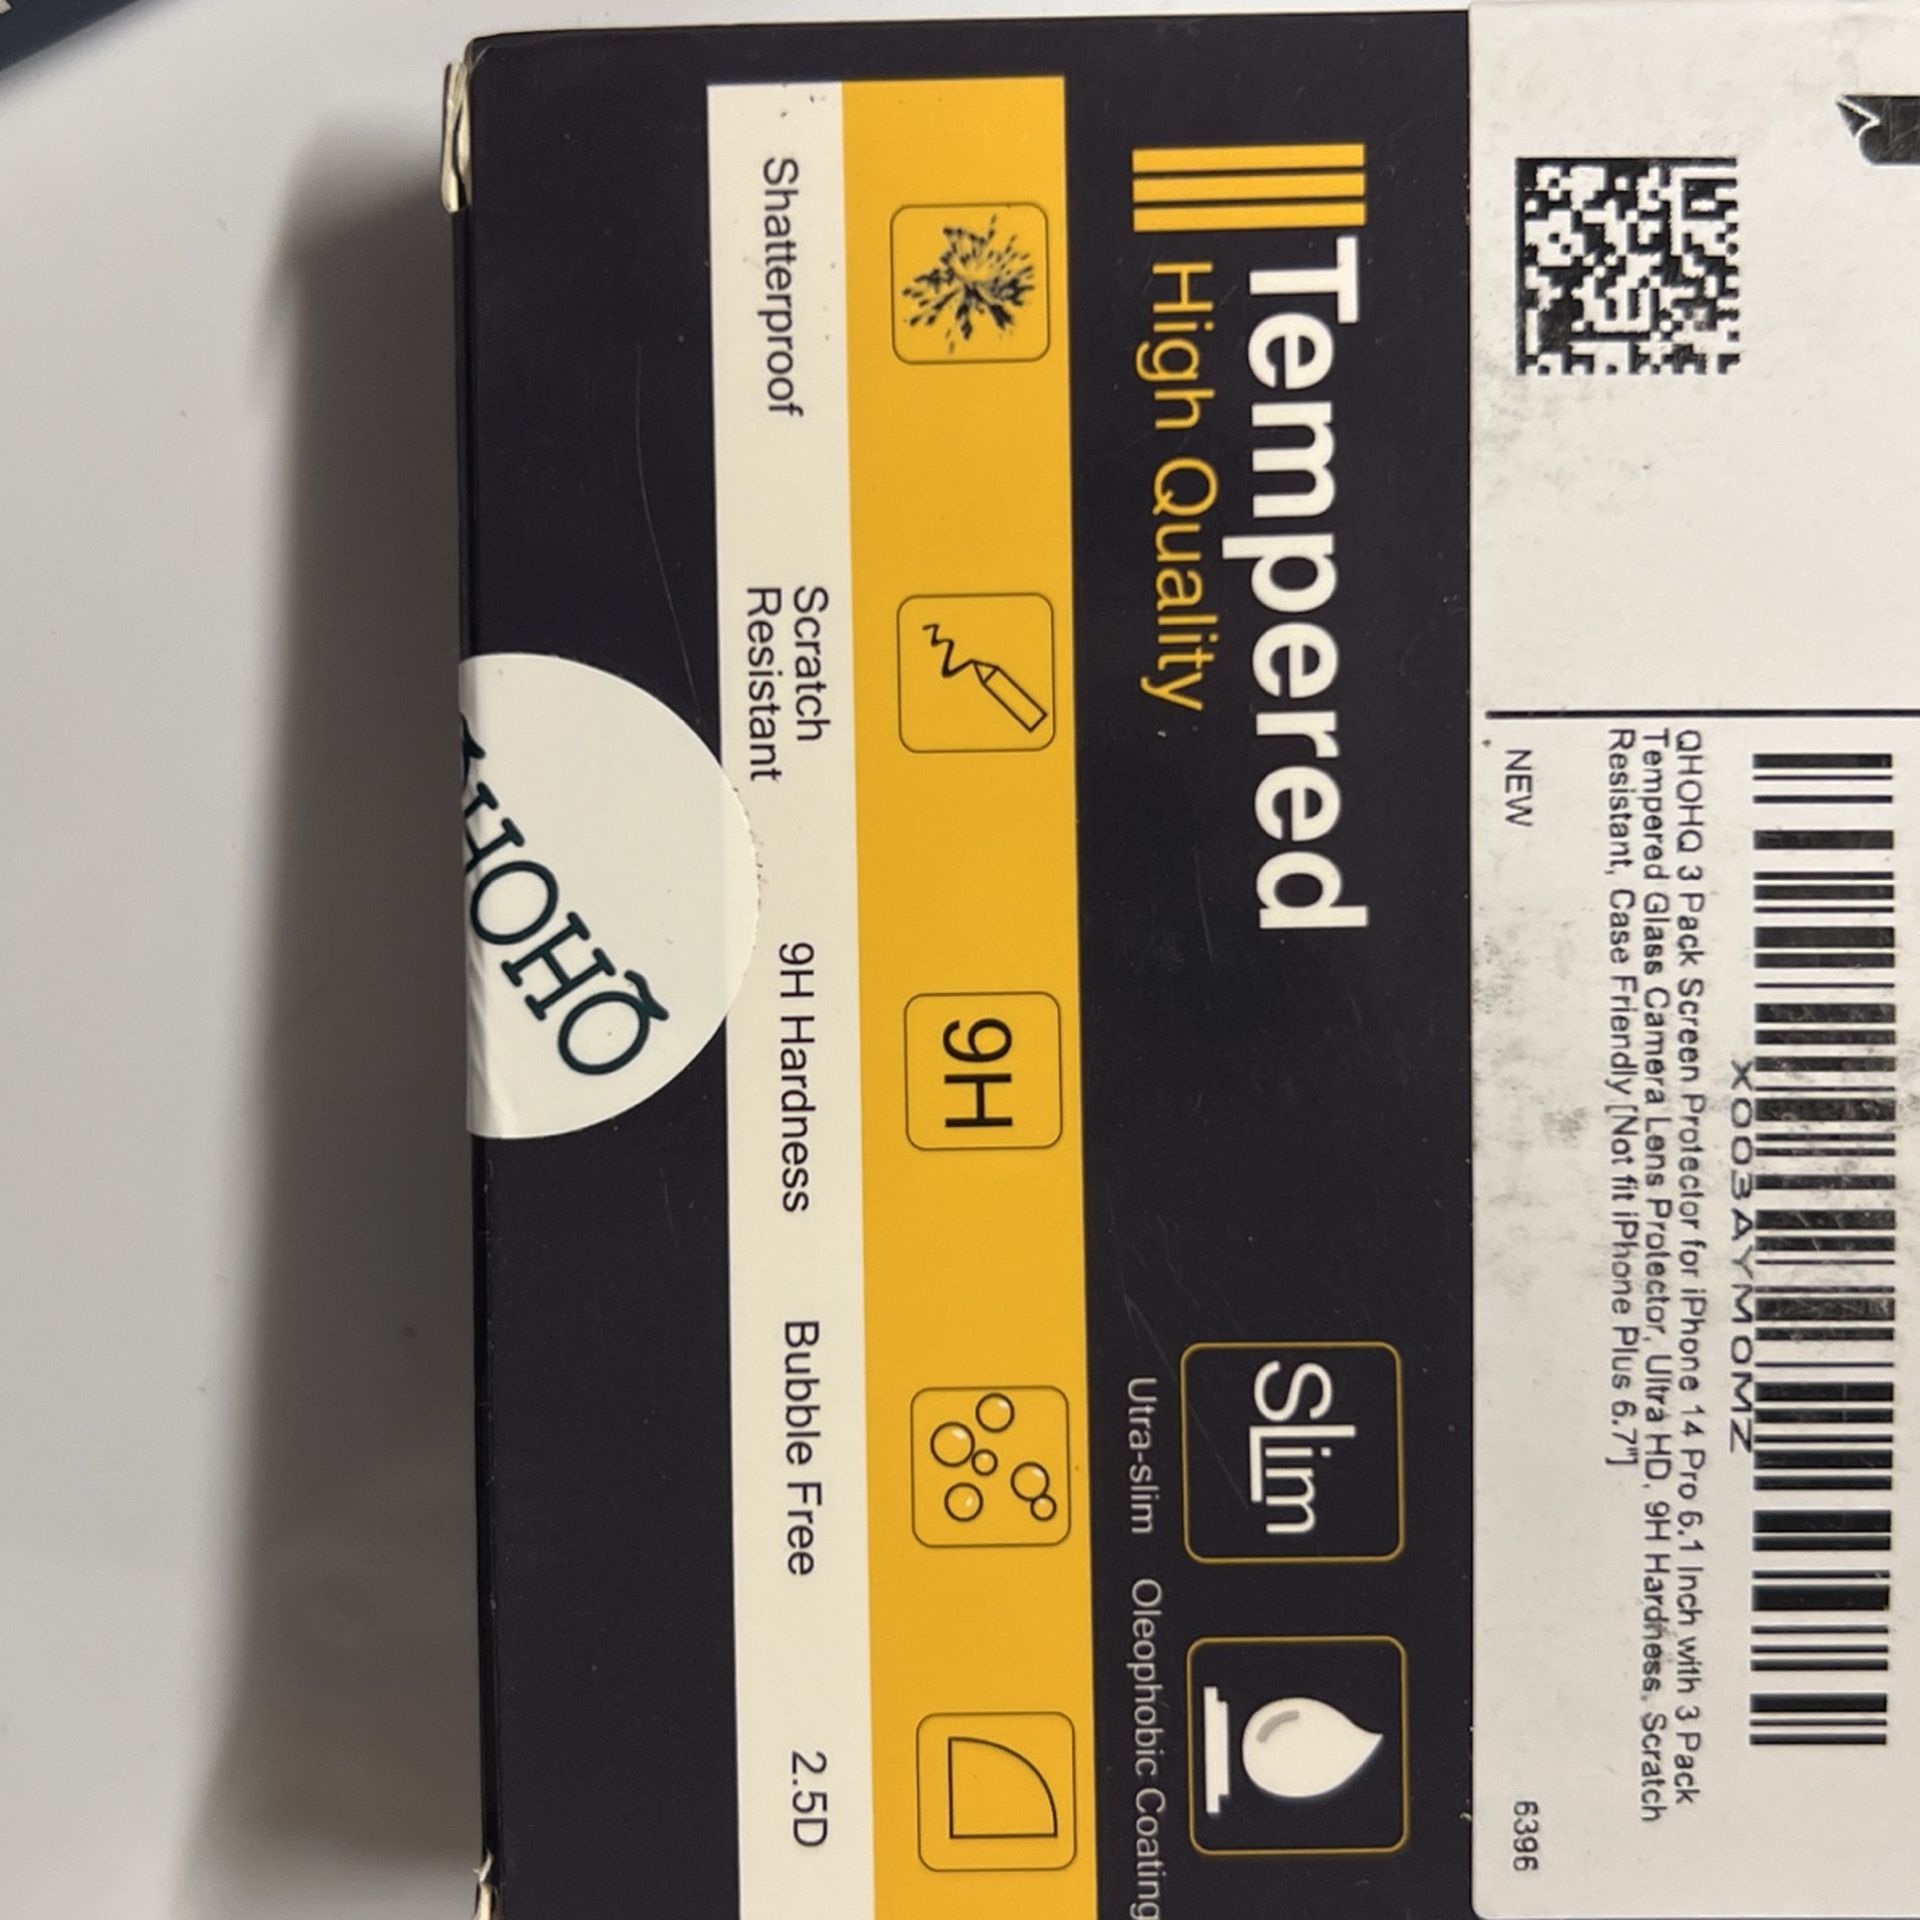 X003AYM0MZ
QHOHQ 3 Pack Screen Protector for iPhone 14 Pro 6.1 Inch with 3 Pack
Tempered Glass Camera Lens Protector, Ultra HD, 9H Hardness, Scratch
Resistant, Case Friendly [Not fit iPhone Plus 6.7"]
NEW
6396
Tempered
High Quality
Slim
Utra-slim
Oleophobic Coating
9H
Shatterproof
Scratch
Resistant
9H Hardness
Bubble Free
2.5D
QHOHQ